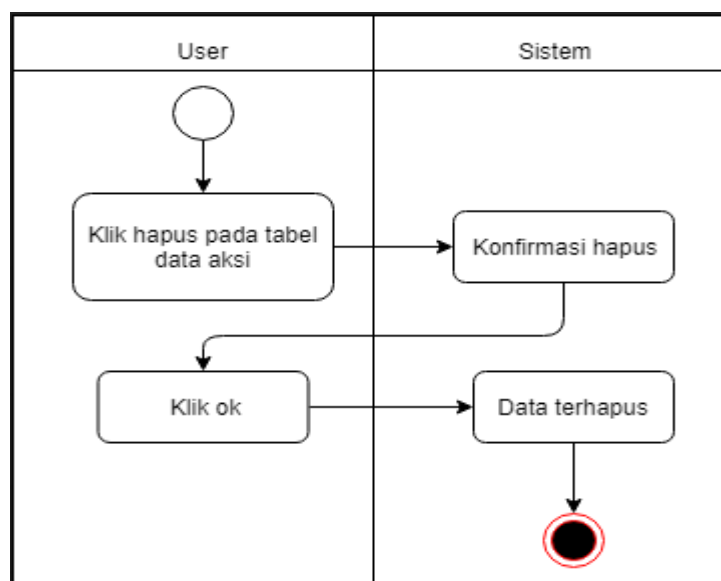 User
Sistem
Klik hapus pada tabel
data aksi
Konfirmasi hapus
Klik ok
Data terhapus